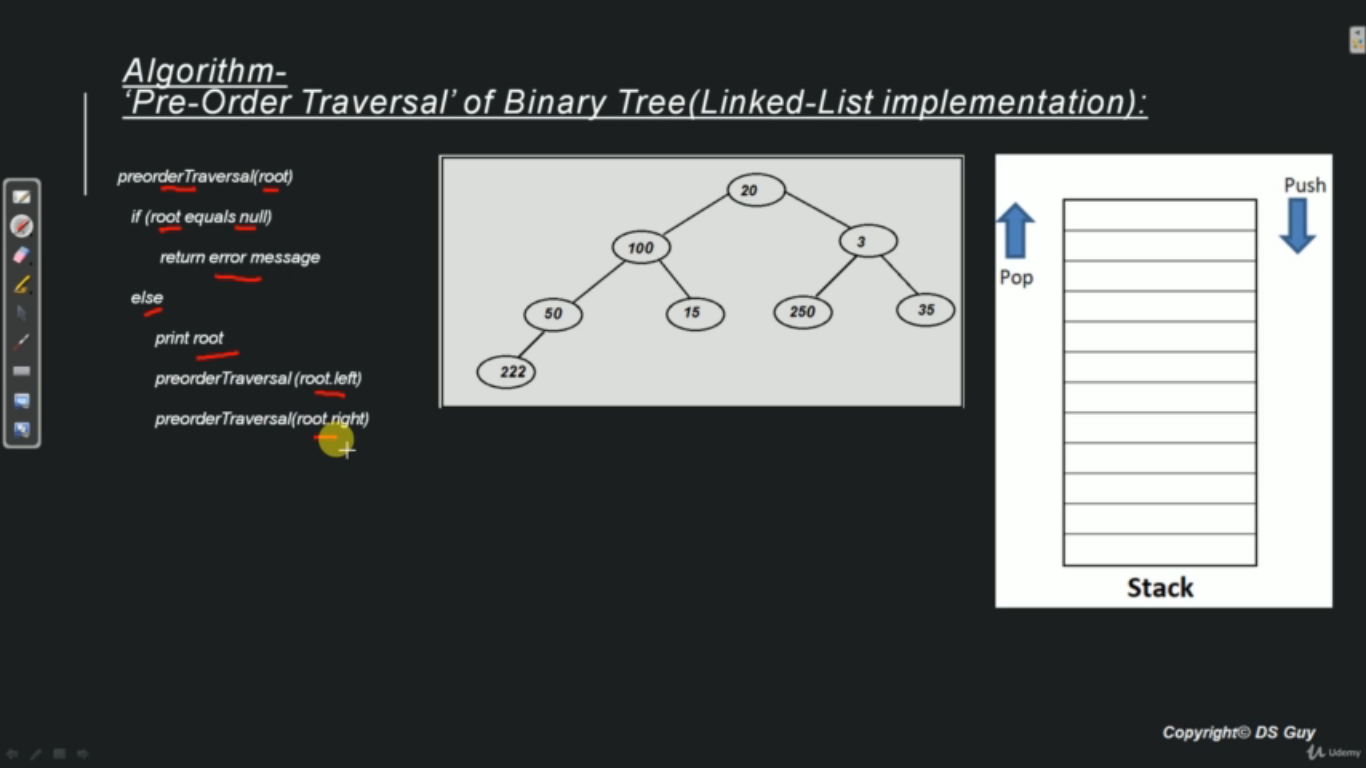 Algorithm-
‘Pre-Order Traversal’ of Binary Tree(Linked-List implementation):
preorderTraversal(root)
if (root equals null)
return error message
else
print root
preorderTraversal (root.left)
preorderTraversal(root.right)
20
100
3
50
15
250
35
222
Push
Pop
Stack
Copyright© DS Guy
Udemy